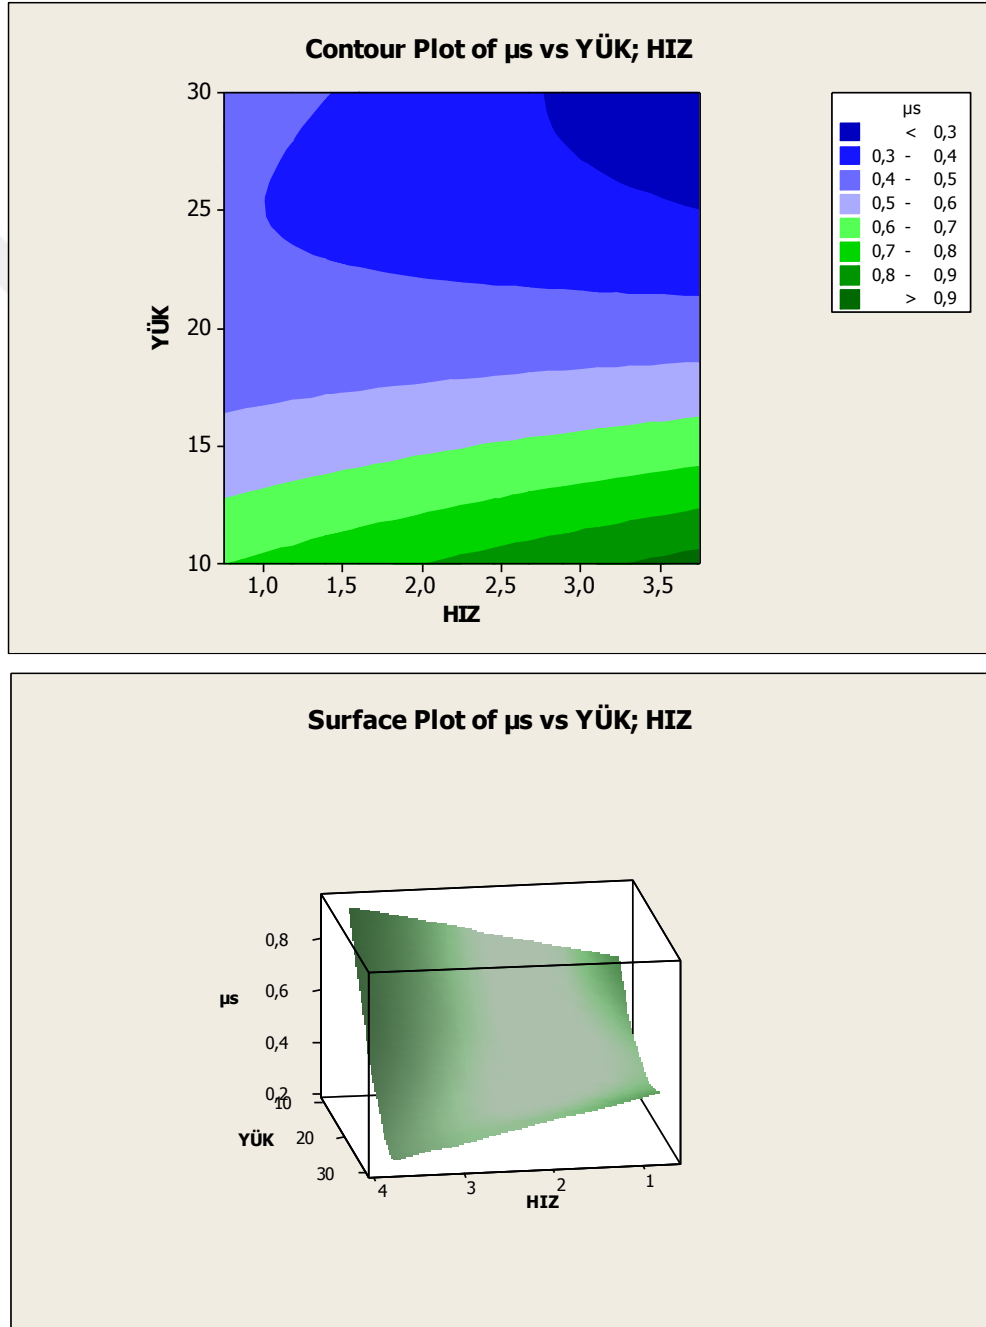 Contour Plot of µs vs YÜK; HIZ
30
25
20
15
10
YÜK
1,0 1,5 2,0 2,5 3,0 3,5
HIZ
µs
< 0,3
0,3 - 0,4
0,4 - 0,5
0,5 - 0,6
0,6 - 0,7
0,7 - 0,8
0,8 - 0,9
> 0,9
Surface Plot of µs vs YÜK; HIZ
0,8
0,6
µs
0,4
0,2
10
YÜK 20
30
4 3 2 1
HIZ